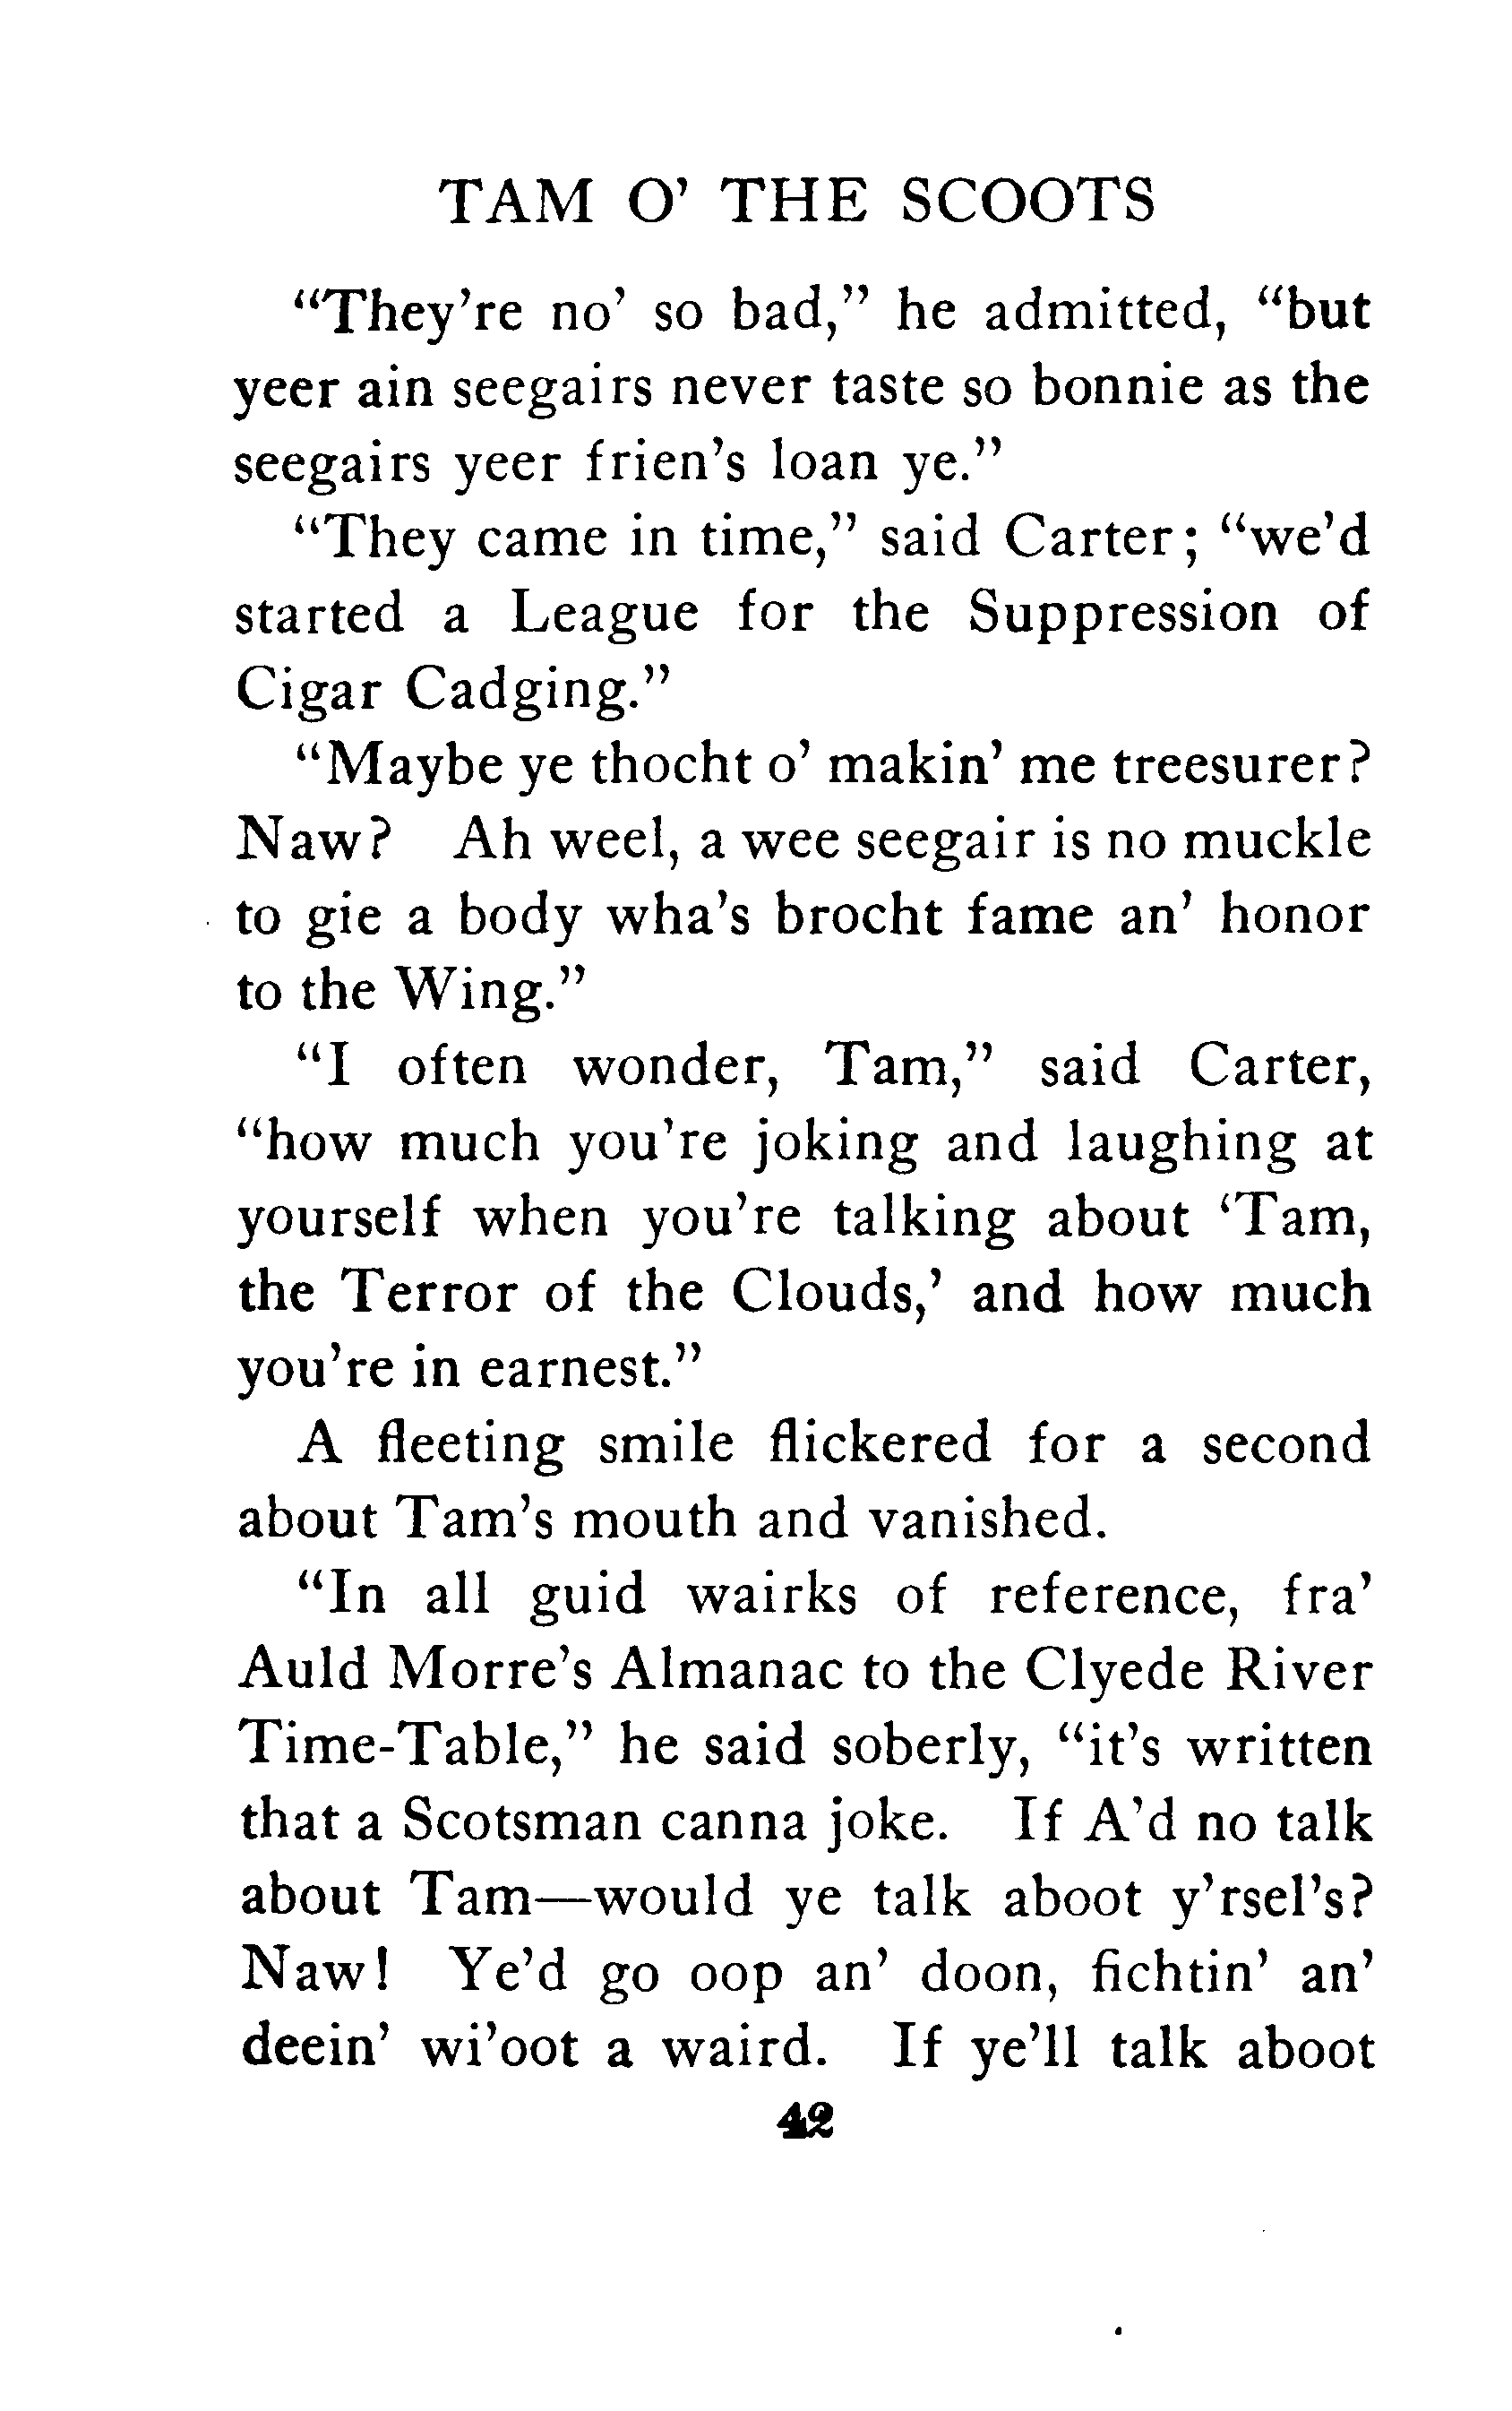 TAM O' THE SCOOTS
"They're no' so bad," he admitted, "but
yeer ain seegairs never taste so bonnie as the
seegairs yeer frien's loan ye."
"They came in time," said Carter; "we'd
started a League for the Suppression of
Cigar Cadging."
"Maybe ye thocht o' makin' me treesurer?
Naw? Ah weel, a wee seegair is no muckle
to gie a body wha's brocht fame an' honor
to the Wing."
"I often wonder, Tam," said Carter,
"how much you're joking and laughing at
yourself when you're talking about 'Tam,
the Terror of the Clouds,' and how much
you're in earnest."
A fleeting smile flickered for a second
about Tam's mouth and vanished.
"In all guid wairks of reference, fra'
Auld Morre's Almanac to the Clyede River
Time-Table," he said soberly, "it's written
that a Scotsman canna joke. If A'd no talk
about Tam—would ye talk aboot y'rsel's?
Naw! Ye'd go oop an' doon, fichtin' an'
deein' wi'oot a waird. If ye'll talk aboot
42